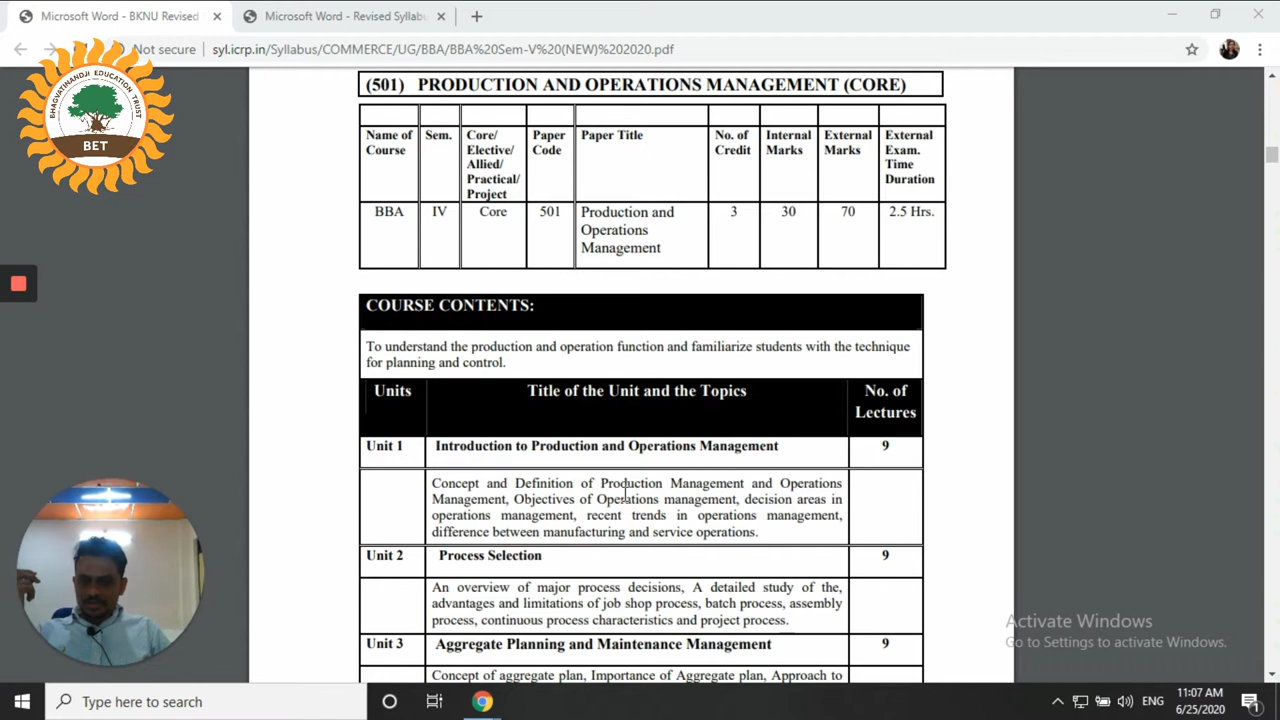 Microsoft Word - BKNU Revised
Microsoft Word - Revised Syllabu
Not secure
syl.icrp.in/Syllabus/COMMERCE/UG/BBA/BBA%20Sem-V%20(NEW)%202020.pdf
BHAGVATINANDJI EDUCATION TRUST
BET
(501) PRODUCTION AND OPERATIONS MANAGEMENT (CORE)
Name of Course
Sem.
Core/ Elective/ Allied/ Practical/ Project
Paper Code
Paper Title
No. of Credit
Internal Marks
External Marks
External Exam. Time Duration
BBA
IV
Core
501
Production and Operations Management
3
30
70
2.5 Hrs.
COURSE CONTENTS:
To understand the production and operation function and familiarize students with the technique
for planning and control.
Units
Title of the Unit and the Topics
No. of Lectures
Unit 1
Introduction to Production and Operations Management
9
Concept and Definition of Production Management and Operations
Management, Objectives of Operations management, decision areas in
operations management, recent trends in operations management,
difference between manufacturing and service operations.
Unit 2
Process Selection
9
An overview of major process decisions, A detailed study of the,
advantages and limitations of job shop process, batch process, assembly
process, continuous process characteristics and project process.
Unit 3
Aggregate Planning and Maintenance Management
9
Concept of aggregate plan, Importance of Aggregate plan, Approach to
Activate Windows
Go to Settings to activate Windows.
Type here to search
ENG
11:07 AM
6/25/2020
1